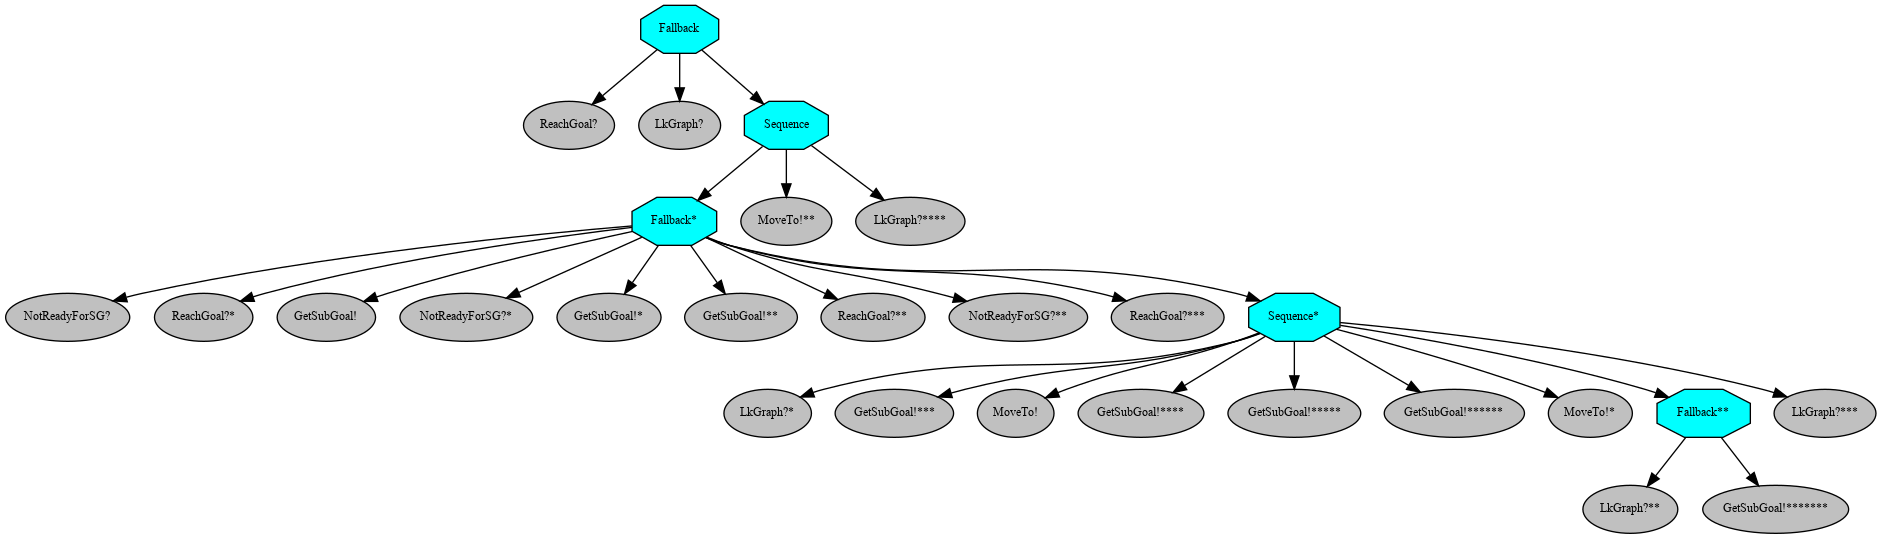 Fallback
ReachGoal?
LkGraph?
Sequence
Fallback*
MoveTo!**
LkGraph?****
NotReadyForSG?
ReachGoal?*
GetSubGoal!
NotReadyForSG?*
GetSubGoal!*
GetSubGoal!**
ReachGoal?**
NotReadyForSG?**
ReachGoal?***
Sequence*
LkGraph?*
GetSubGoal!***
MoveTo!
GetSubGoal!****
GetSubGoal!*****
GetSubGoal!******
MoveTo!*
Fallback**
LkGraph?***
LkGraph?**
GetSubGoal!*******